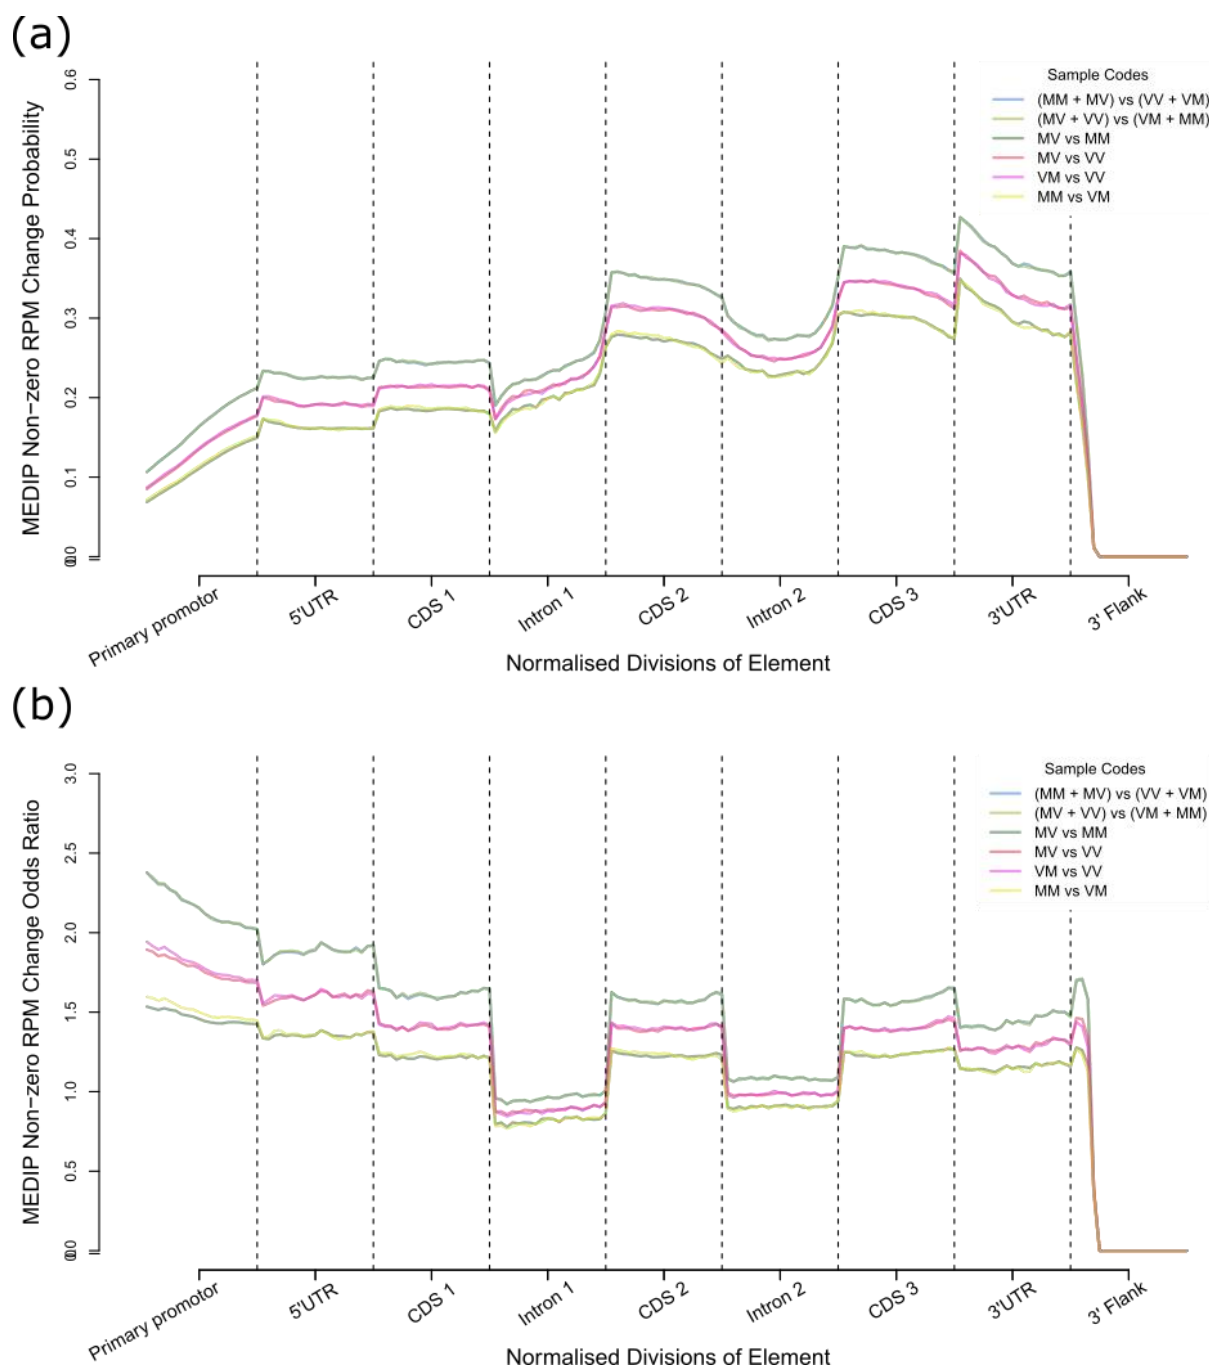 (a)
MEDIP Non-zero RPM Change Probability
0.6
0.5
0.4
0.3
0.2
0.1
0.0
Sample Codes
(MM + MV) vs (VV + VM)
(MV + VV) vs (VM + MM)
MV vs MM
MV vs VV
VM vs VV
MM vs VM
Primary promotor
5'UTR
CDS 1
Intron 1
CDS 2
Intron 2
CDS 3
3'UTR
3' Flank
Normalised Divisions of Element
(b)
MEDIP Non-zero RPM Change Odds Ratio
3.0
2.5
2.0
1.5
1.0
0.5
0.0
Sample Codes
(MM + MV) vs (VV + VM)
(MV + VV) vs (VM + MM)
MV vs MM
MV vs VV
VM vs VV
MM vs VM
Primary promotor
5'UTR
CDS 1
Intron 1
CDS 2
Intron 2
CDS 3
3'UTR
3' Flank
Normalised Divisions of Element